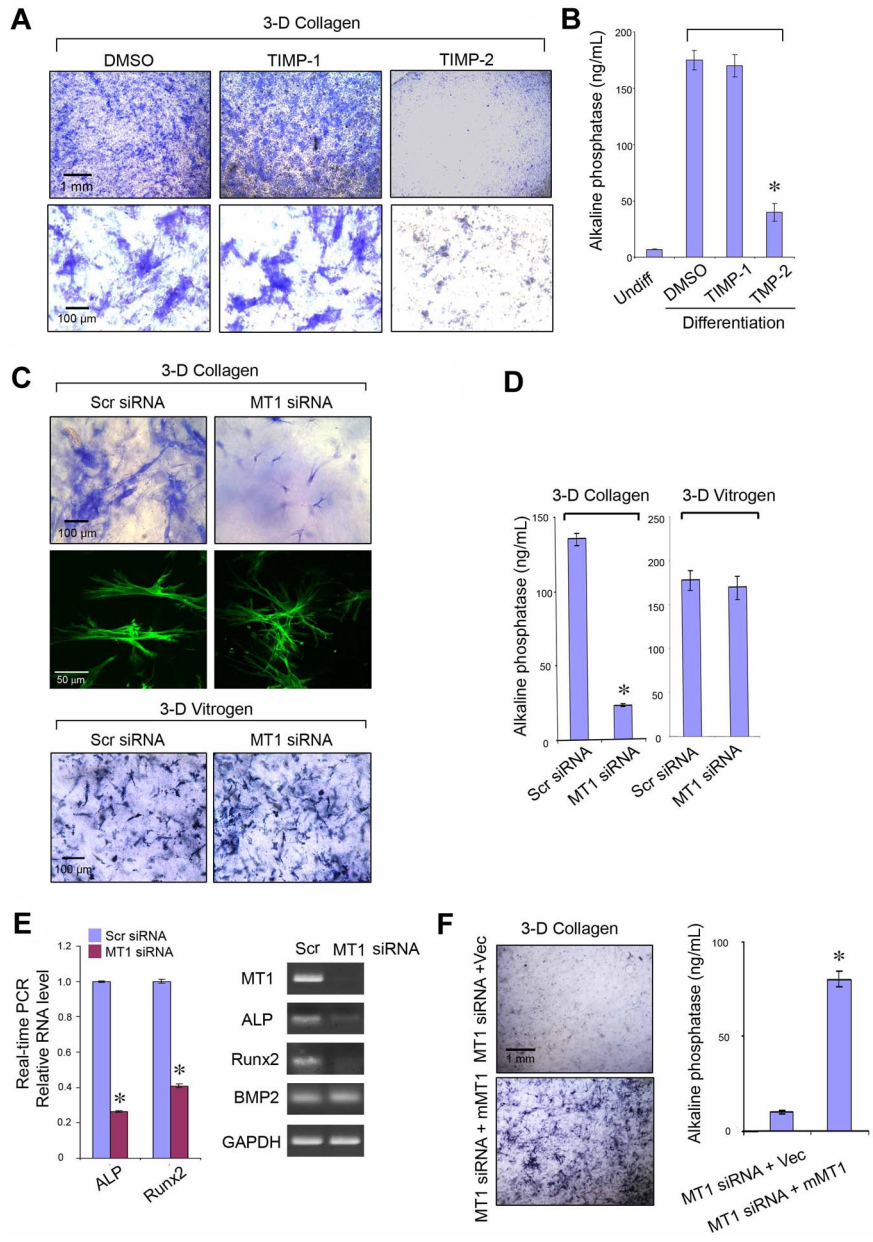 A
3-D Collagen
DMSO
TIMP-1
TIMP-2
1 mm
100 µm
B
Alkaline phosphatase (ng/mL)
200
150
100
50
0
*
Undiff
DMSO
TIMP-1
TMP-2
Differentiation
C
3-D Collagen
Scr siRNA
MT1 siRNA
100 µm
50 µm
3-D Vitrogen
Scr siRNA
MT1 siRNA
100 µm
D
3-D Collagen
3-D Vitrogen
Alkaline phosphatase (ng/mL)
150
100
50
0
*
250
200
150
200
100
50
0
Scr siRNA
MT1 siRNA
Scr siRNA
MT1 siRNA
E
Scr siRNA
MT1 siRNA
Real-time PCR
Relative RNA level
1.2
1.0
0.8
0.6
0.4
0.2
0
*
*
ALP
Runx2
Scr MT1 siRNA
MT1
ALP
Runx2
BMP2
GAPDH
F
3-D Collagen
MT1 siRNA +Vec
MT1 siRNA + mMT1
1 mm
Alkaline phosphatase (ng/mL)
100
50
0
*
MT1 siRNA + Vec
MT1 siRNA + mMT1